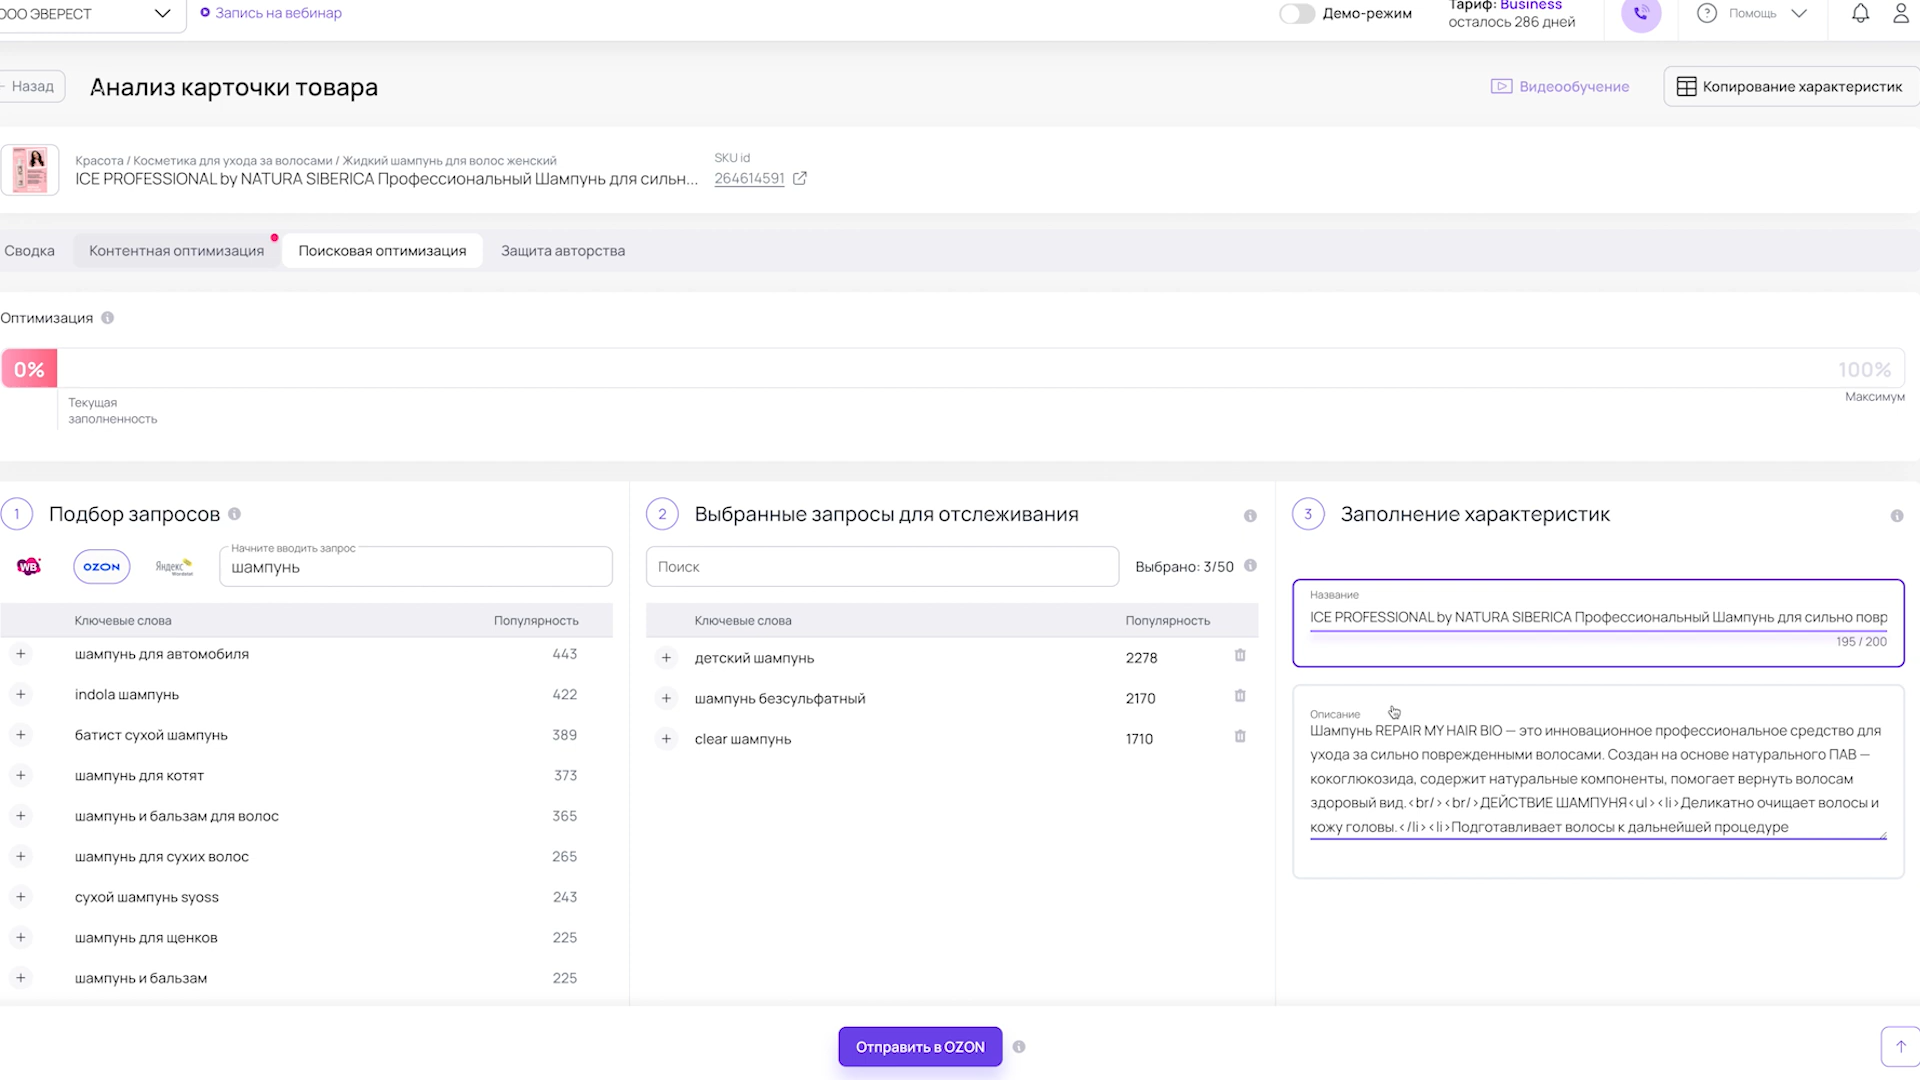 ООО ЭВЕРЕСТ
Запись на вебинар
Демо-режим
Тариф: Business
осталось 286 дней
Помощь
Назад
Анализ карточки товара
Видеообучение
Копирование характеристик
Красота / Косметика для ухода за волосами / Жидкий шампунь для волос женский
ICE PROFESSIONAL by NATURA SIBERICA Профессиональный Шампунь для сильн...
SKU id
264614591
Сводка
Контентная оптимизация
Поисковая оптимизация
Защита авторства
Оптимизация
0%
100%
Текущая
заполненность
Максимум
1
Подбор запросов
WB
OZON
Яндекс
Начните вводить запрос
шампунь
Ключевые слова
Популярность
шампунь для автомобиля 443
indola шампунь 422
батист сухой шампунь 389
шампунь для котят 373
шампунь и бальзам для волос 365
шампунь для сухих волос 265
сухой шампунь syoss 243
шампунь для щенков 225
шампунь и бальзам 225
2
Выбранные запросы для отслеживания
Поиск
Выбрано: 3/50
Ключевые слова
Популярность
детский шампунь 2278
шампунь безсульфатный 2170
clear шампунь 1710
3
Заполнение характеристик
Название
ICE PROFESSIONAL by NATURA SIBERICA Профессиональный Шампунь для сильно повр
195 / 200
Описание
Шампунь REPAIR MY HAIR BIO — это инновационное профессиональное средство для
ухода за сильно поврежденными волосами. Создан на основе натурального ПАВ —
кокоглюкозида, содержит натуральные компоненты, помогает вернуть волосам
здоровый вид.<br/><br/>ДЕЙСТВИЕ ШАМПУНЯ<ul><li>Деликатно очищает волосы и
кожу головы.</li><li>Подготавливает волосы к дальнейшей процедуре
Отправить в OZON